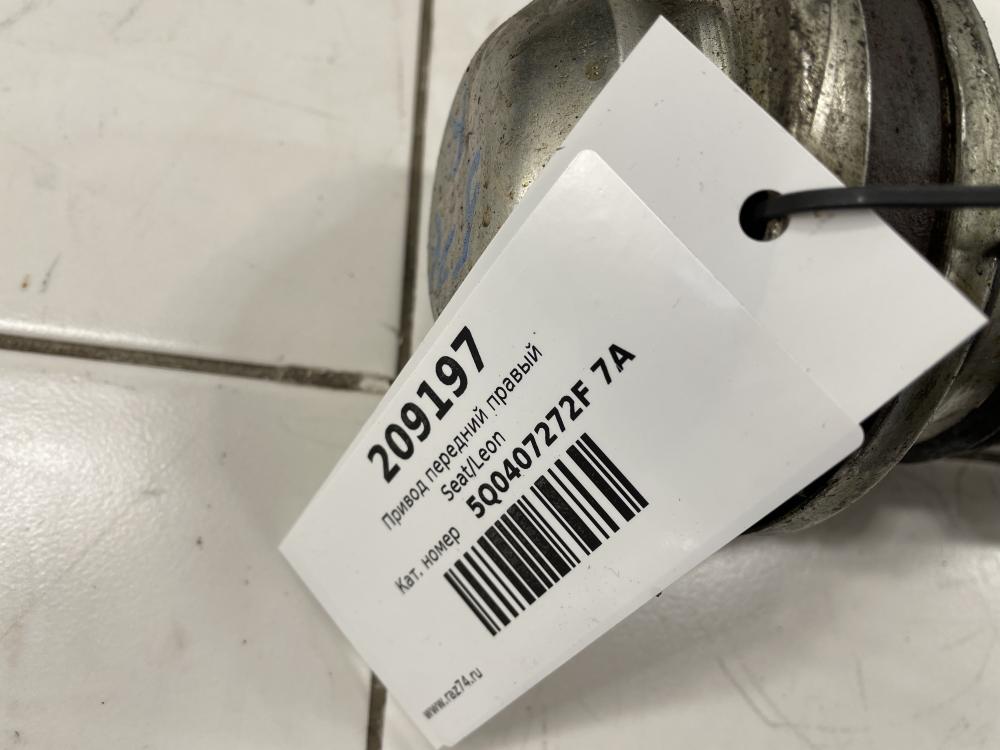 209197
Привод передний правый
Seat/Leon
Кат. номер 5Q0407272F 7A
www.raz74.ru